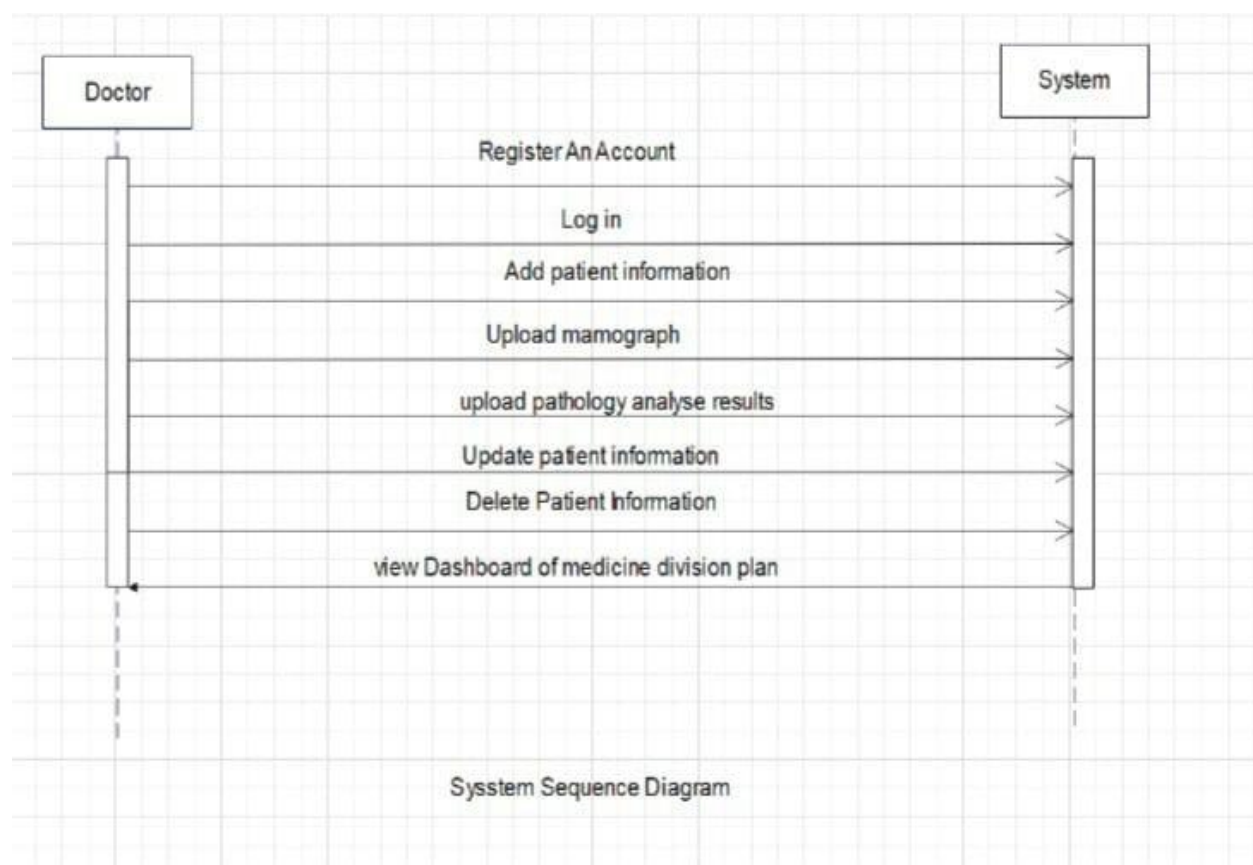 Doctor
System
Register An Account
Log in
Add patient information
Upload mamograph
upload pathology analyse results
Update patient information
Delete Patient Information
view Dashboard of medicine division plan
Sysstem Sequence Diagram